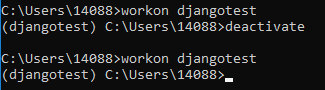 C:\Users\14088>workon djangotest
(djangotest) C:\Users\14088>deactivate
C:\Users\14088>workon djangotest
(djangotest) C:\Users\14088>